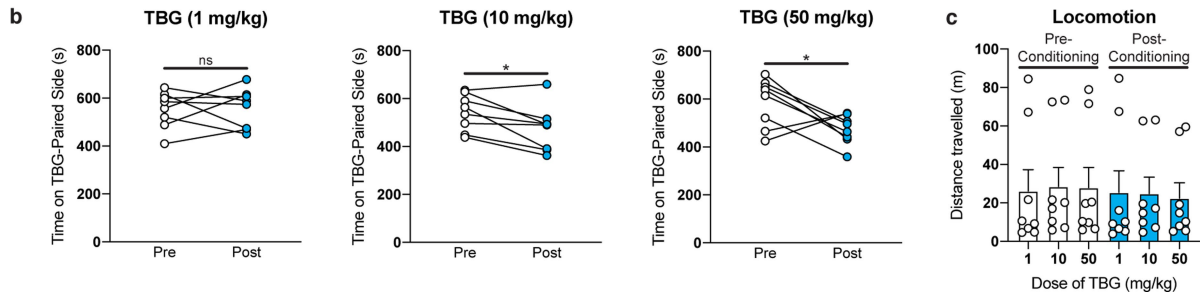 b
TBG (1 mg/kg)
Time on TBG-Paired Side (s)
800
600
400
200
0
ns
Pre
Post
TBG (10 mg/kg)
Time on TBG-Paired Side (s)
800
600
400
200
0
*
Pre
Post
TBG (50 mg/kg)
Time on TBG-Paired Side (s)
800
600
400
200
0
*
Pre
Post
c
Locomotion
Pre-
Conditioning
Post-
Conditioning
Distance travelled (m)
100
80
60
40
20
0
1 10 50 1 10 50
Dose of TBG (mg/kg)